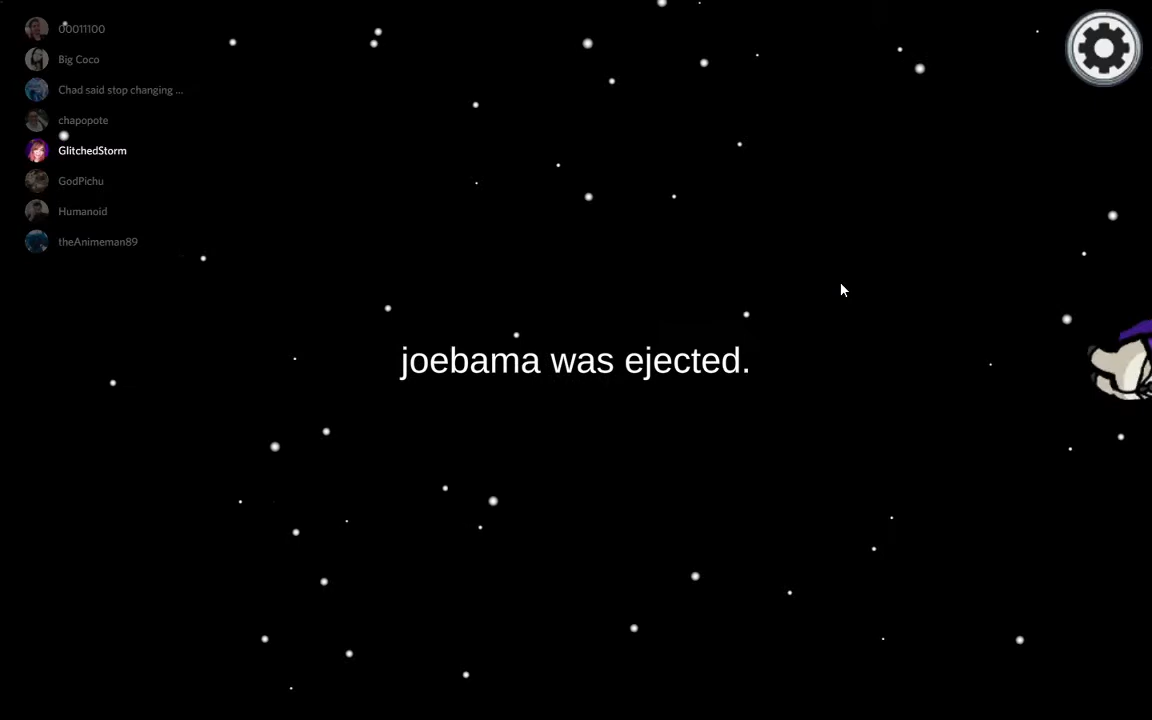 00011100
Big Coco
Chad said stop changing ...
chapopote
GlitchedStorm
GodPichu
Humanoid
theAnimeman89
joebama was ejected.